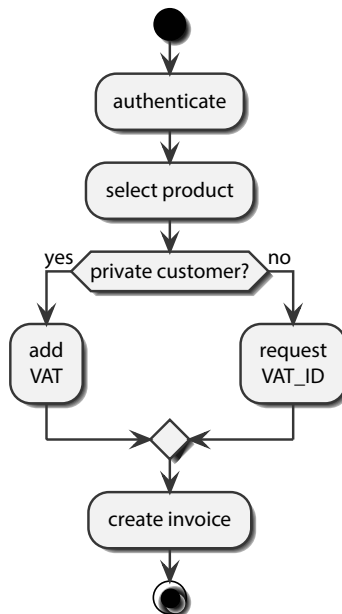 authenticate
select product
yes
private customer?
no
add
VAT
request
VAT_ID
create invoice